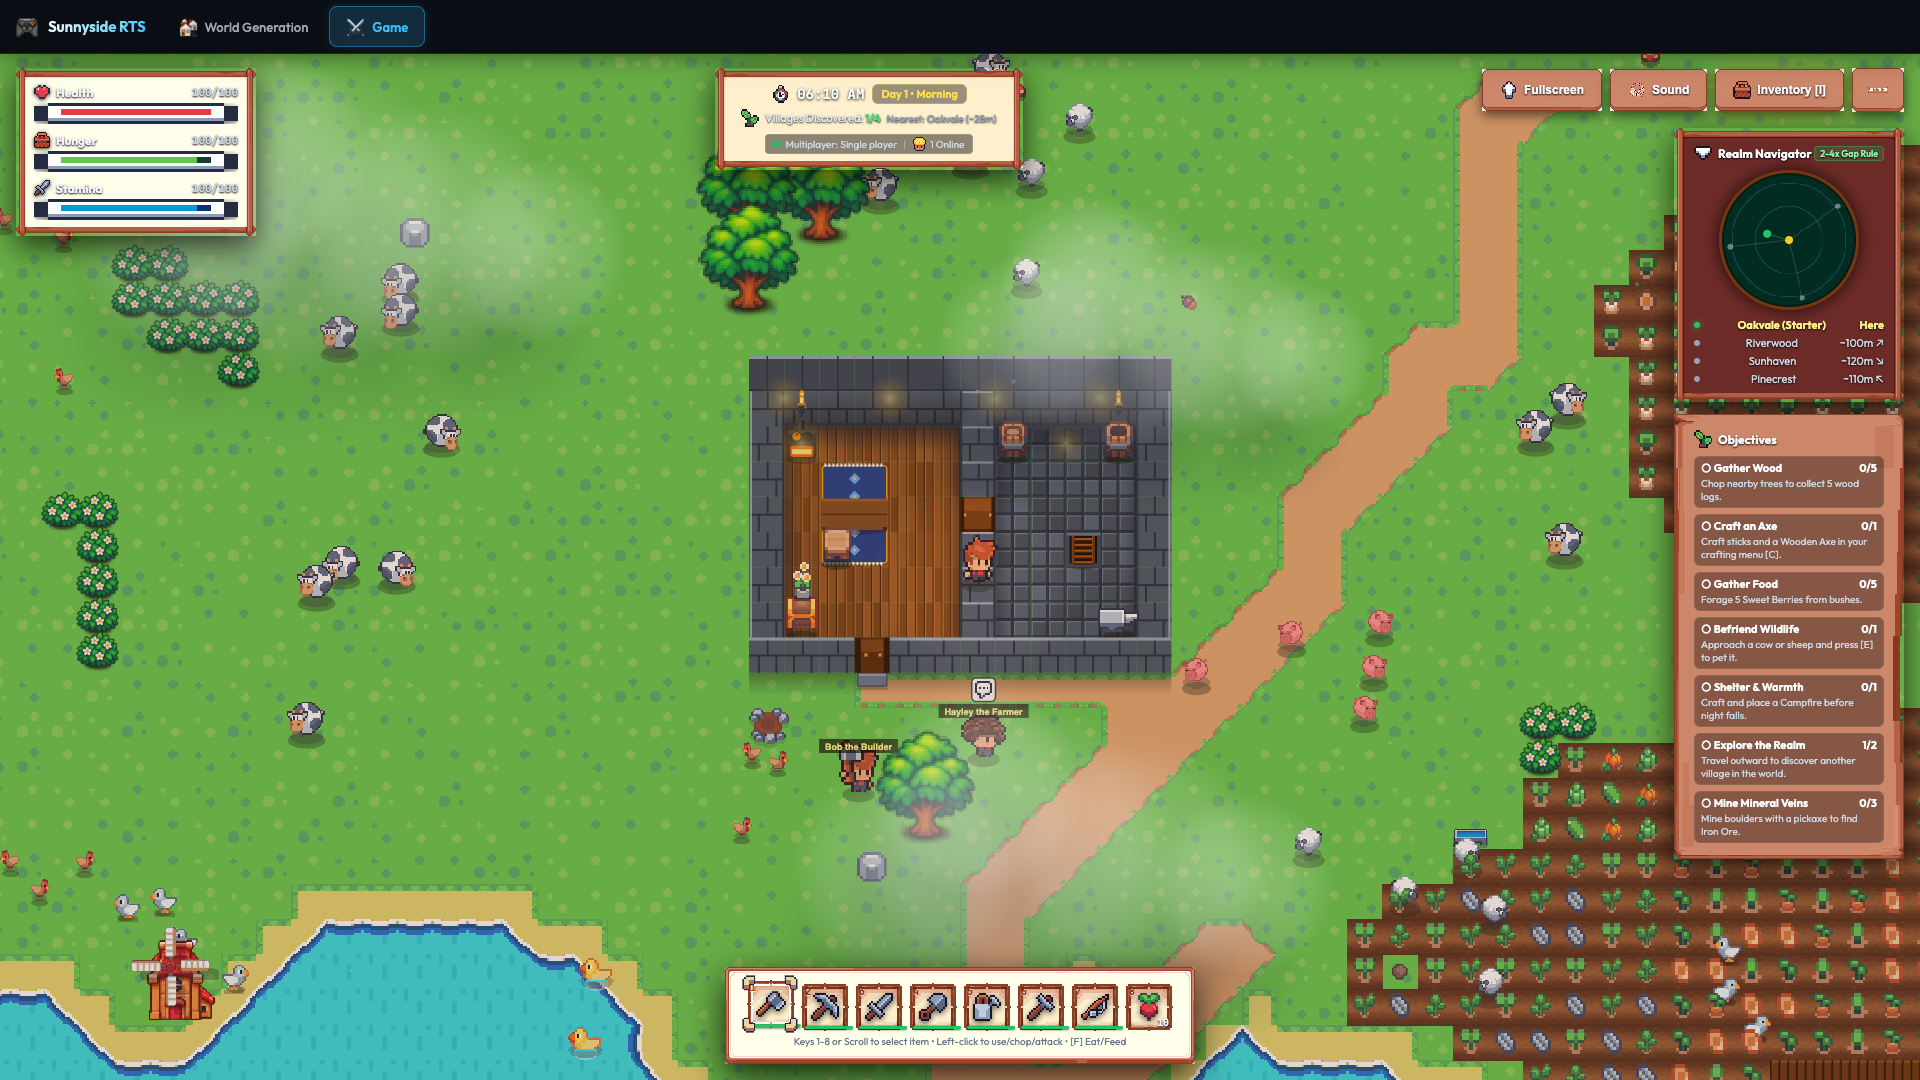 Sunnyside RTS
World Generation
Game
Health 100/100
Hunger 100/100
Stamina 100/100
06:10 AM
Day 1 • Morning
Villages Discovered: 1/4 Nearest: Oakvale (~28m)
Multiplayer: Single player | 1 Online
Fullscreen
Sound
Inventory [I]
Realm Navigator
2-4x Gap Rule
Oakvale (Starter) Here
Riverwood ~100m ↗
Sunhaven ~120m ↘
Pinecrest ~110m ↖
Objectives
Gather Wood 0/5
Chop nearby trees to collect 5 wood
logs.
Craft an Axe 0/1
Craft sticks and a Wooden Axe in your
crafting menu [C].
Gather Food 0/5
Forage 5 Sweet Berries from bushes.
Befriend Wildlife 0/1
Approach a cow or sheep and press [E]
to pet it.
Shelter & Warmth 0/1
Craft and place a Campfire before
night falls.
Explore the Realm 1/2
Travel outward to discover another
village in the world.
Mine Mineral Veins 0/3
Mine boulders with a pickaxe to find
Iron Ore.
Hayley the Farmer
Bob the Builder
10
Keys 1-8 or Scroll to select item • Left-click to use/chop/attack • [F] Eat/Feed